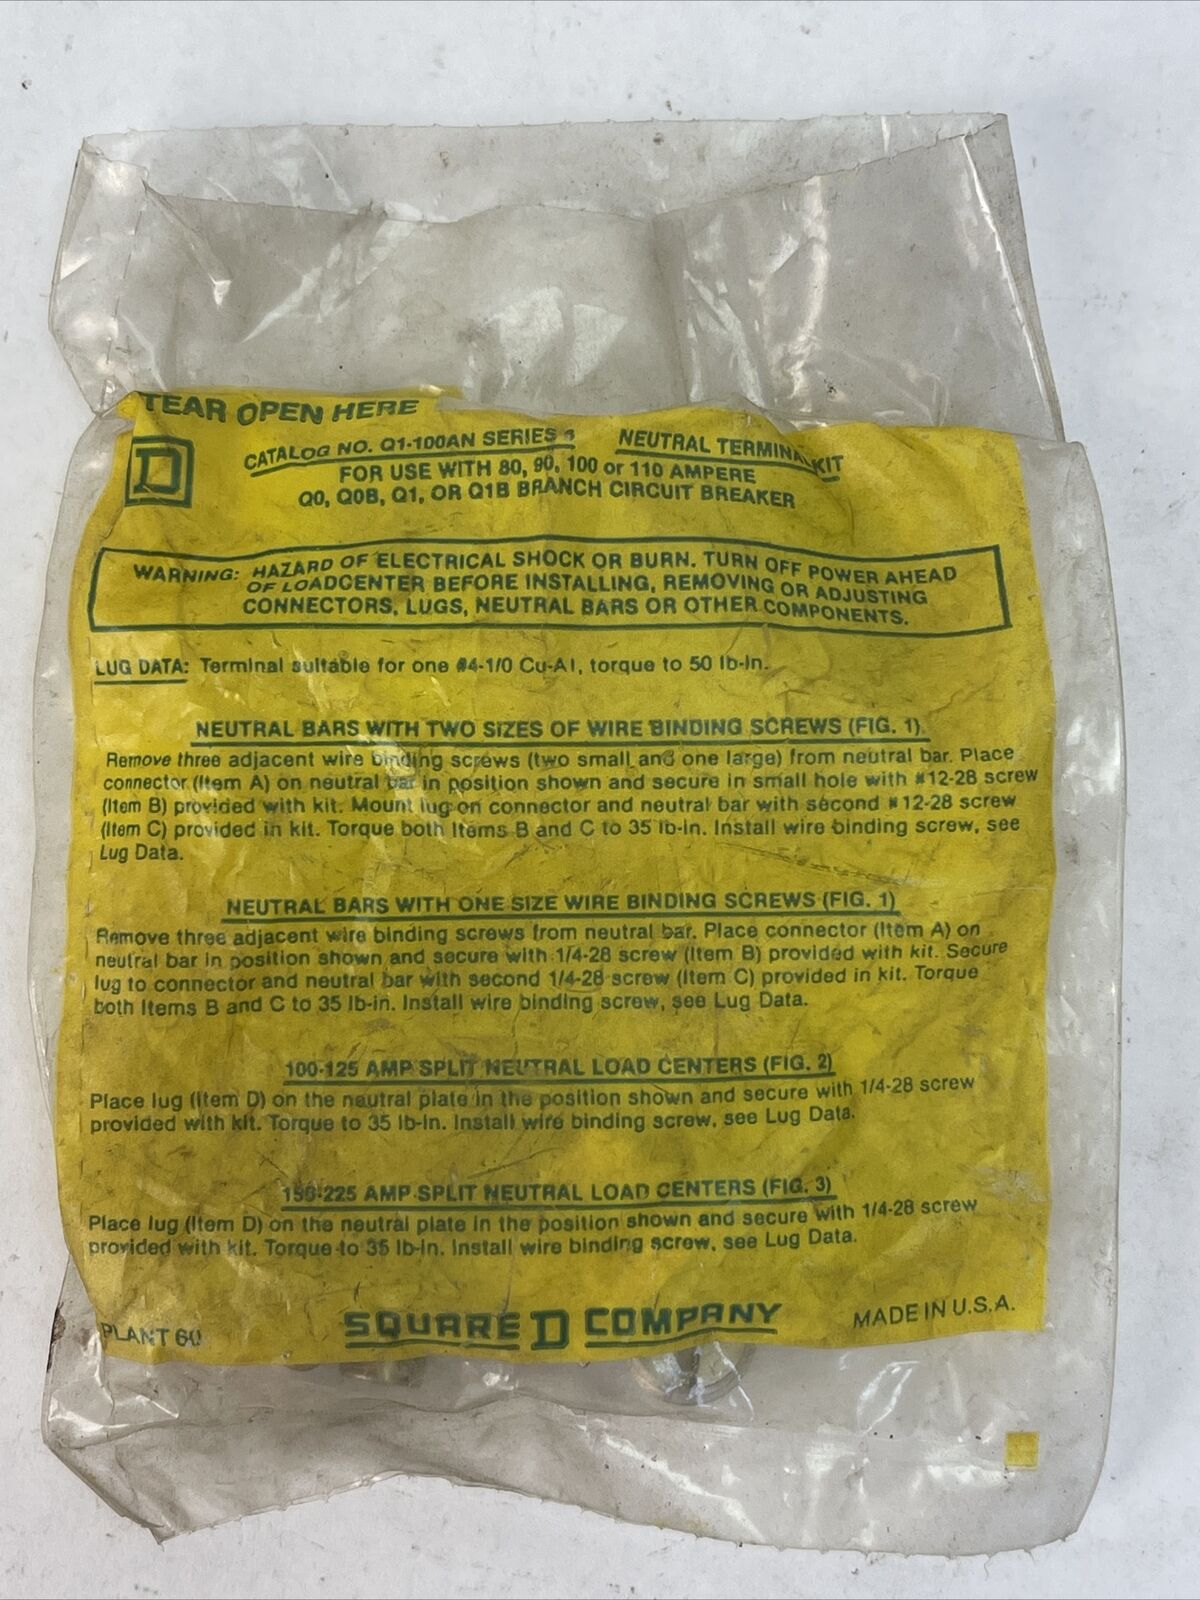 TEAR OPEN HERE
D
CATALOG NO. Q1-100AN SERIES NEUTRAL TERMINAL KIT
FOR USE WITH 80, 90, 100 or 110 AMPERE
Q0, Q0B, Q1, OR Q1B BRANCH CIRCUIT BREAKER
WARNING: HAZARD OF ELECTRICAL SHOCK OR BURN. TURN OFF POWER AHEAD
OF LOADCENTER BEFORE INSTALLING, REMOVING OR ADJUSTING
CONNECTORS, LUGS, NEUTRAL BARS OR OTHER COMPONENTS.
LUG DATA: Terminal suitable for one #4-1/0 Cu-Al, torque to 50 lb-in.
NEUTRAL BARS WITH TWO SIZES OF WIRE BINDING SCREWS (FIG. 1)
Remove three adjacent wire binding screws (two small and one large) from neutral bar. Place
connector (Item A) on neutral bar in position shown and secure in small hole with #12-28 screw
(Item B) provided with kit. Mount lug on connector and neutral bar with second #12-28 screw
(Item C) provided in kit. Torque both Items B and C to 35 lb-in. Install wire binding screw, see
Lug Data.
NEUTRAL BARS WITH ONE SIZE WIRE BINDING SCREWS (FIG. 1)
Remove three adjacent wire binding screws from neutral bar. Place connector (Item A) on
neutral bar in position shown and secure with 1/4-28 screw (Item B) provided with kit. Secure
lug to connector and neutral bar with second 1/4-28 screw (Item C) provided in kit. Torque
both Items B and C to 35 lb-in. Install wire binding screw, see Lug Data.
100-125 AMP SPLIT NEUTRAL LOAD CENTERS (FIG. 2)
Place lug (Item D) on the neutral plate in the position shown and secure with 1/4-28 screw
provided with kit. Torque to 35 lb-in. Install wire binding screw, see Lug Data.
150-225 AMP SPLIT NEUTRAL LOAD CENTERS (FIG. 3)
Place lug (Item D) on the neutral plate in the position shown and secure with 1/4-28 screw
provided with kit. Torque to 35 lb-in. Install wire binding screw, see Lug Data.
PLANT 60 SQUARE D COMPANY MADE IN U.S.A.